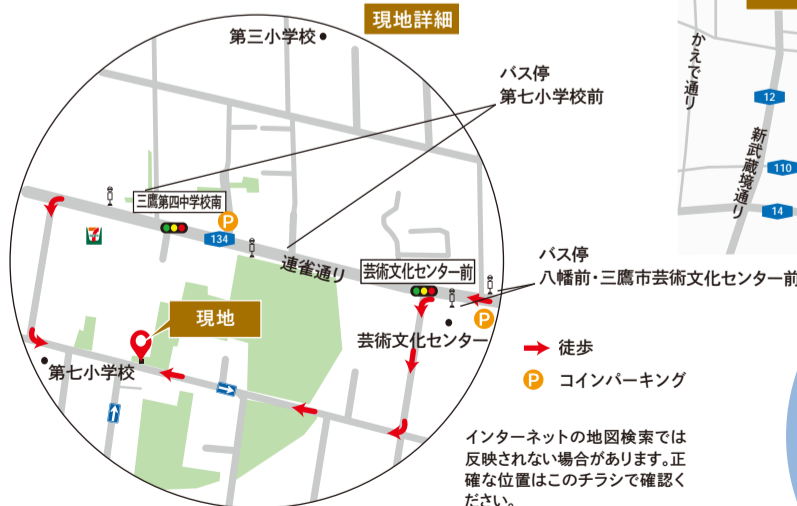 現地詳細
第三小学校
バス停
第七小学校前
三鷹第四中学校南
P
134
連雀通り
芸術文化センター前
バス停
八幡前・三鷹市芸術文化センター前
P
芸術文化センター
7
現地
第七小学校
徒歩
P コインパーキング
インターネットの地図検索では
反映されない場合があります。正
確な位置はこのチラシで確認く
ださい。
かえで通り
12
新武蔵境通り
110
14